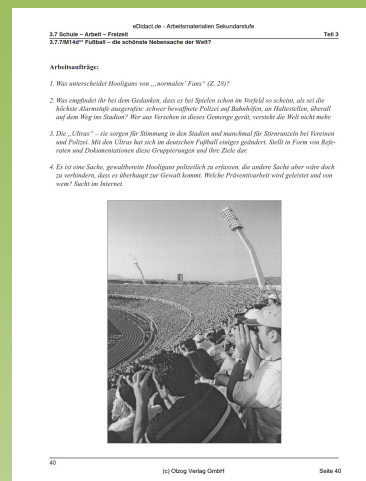 eDidact.de - Arbeitsmaterialien Sekundarstufe
3.7 Schule – Arbeit – Freizeit Teil 3
3.7.7/M14d** Fußball – die schönste Nebensache der Welt?
Arbeitsaufträge:
1. Was unterscheidet Hooligans von „‚normalen‘ Fans“ (Z. 28)?
2. Was empfindet ihr bei dem Gedanken, dass es bei Spielen schon im Vorfeld so scheint, als sei die
höchste Alarmstufe ausgerufen: schwer bewaffnete Polizei auf Bahnhöfen, an Haltestellen, überall
auf dem Weg ins Stadion? Wer aus Versehen in dieses Gemenge gerät, versteht die Welt nicht mehr.
3. Die „Ultras“ – sie sorgen für Stimmung in den Stadien und manchmal für Stirnrunzeln bei Vereinen
und Polizei. Mit den Ultras hat sich im deutschen Fußball einiges geändert. Stellt in Form von Refe-
raten und Dokumentationen diese Gruppierungen und ihre Ziele dar.
4. Es ist eine Sache, gewaltbereite Hooligans polizeilich zu erfassen, die andere Sache aber wäre doch
zu verhindern, dass es überhaupt zur Gewalt kommt. Welche Präventivarbeit wird geleistet und von
wem? Sucht im Internet.
40
(c) Olzog Verlag GmbH Seite 40